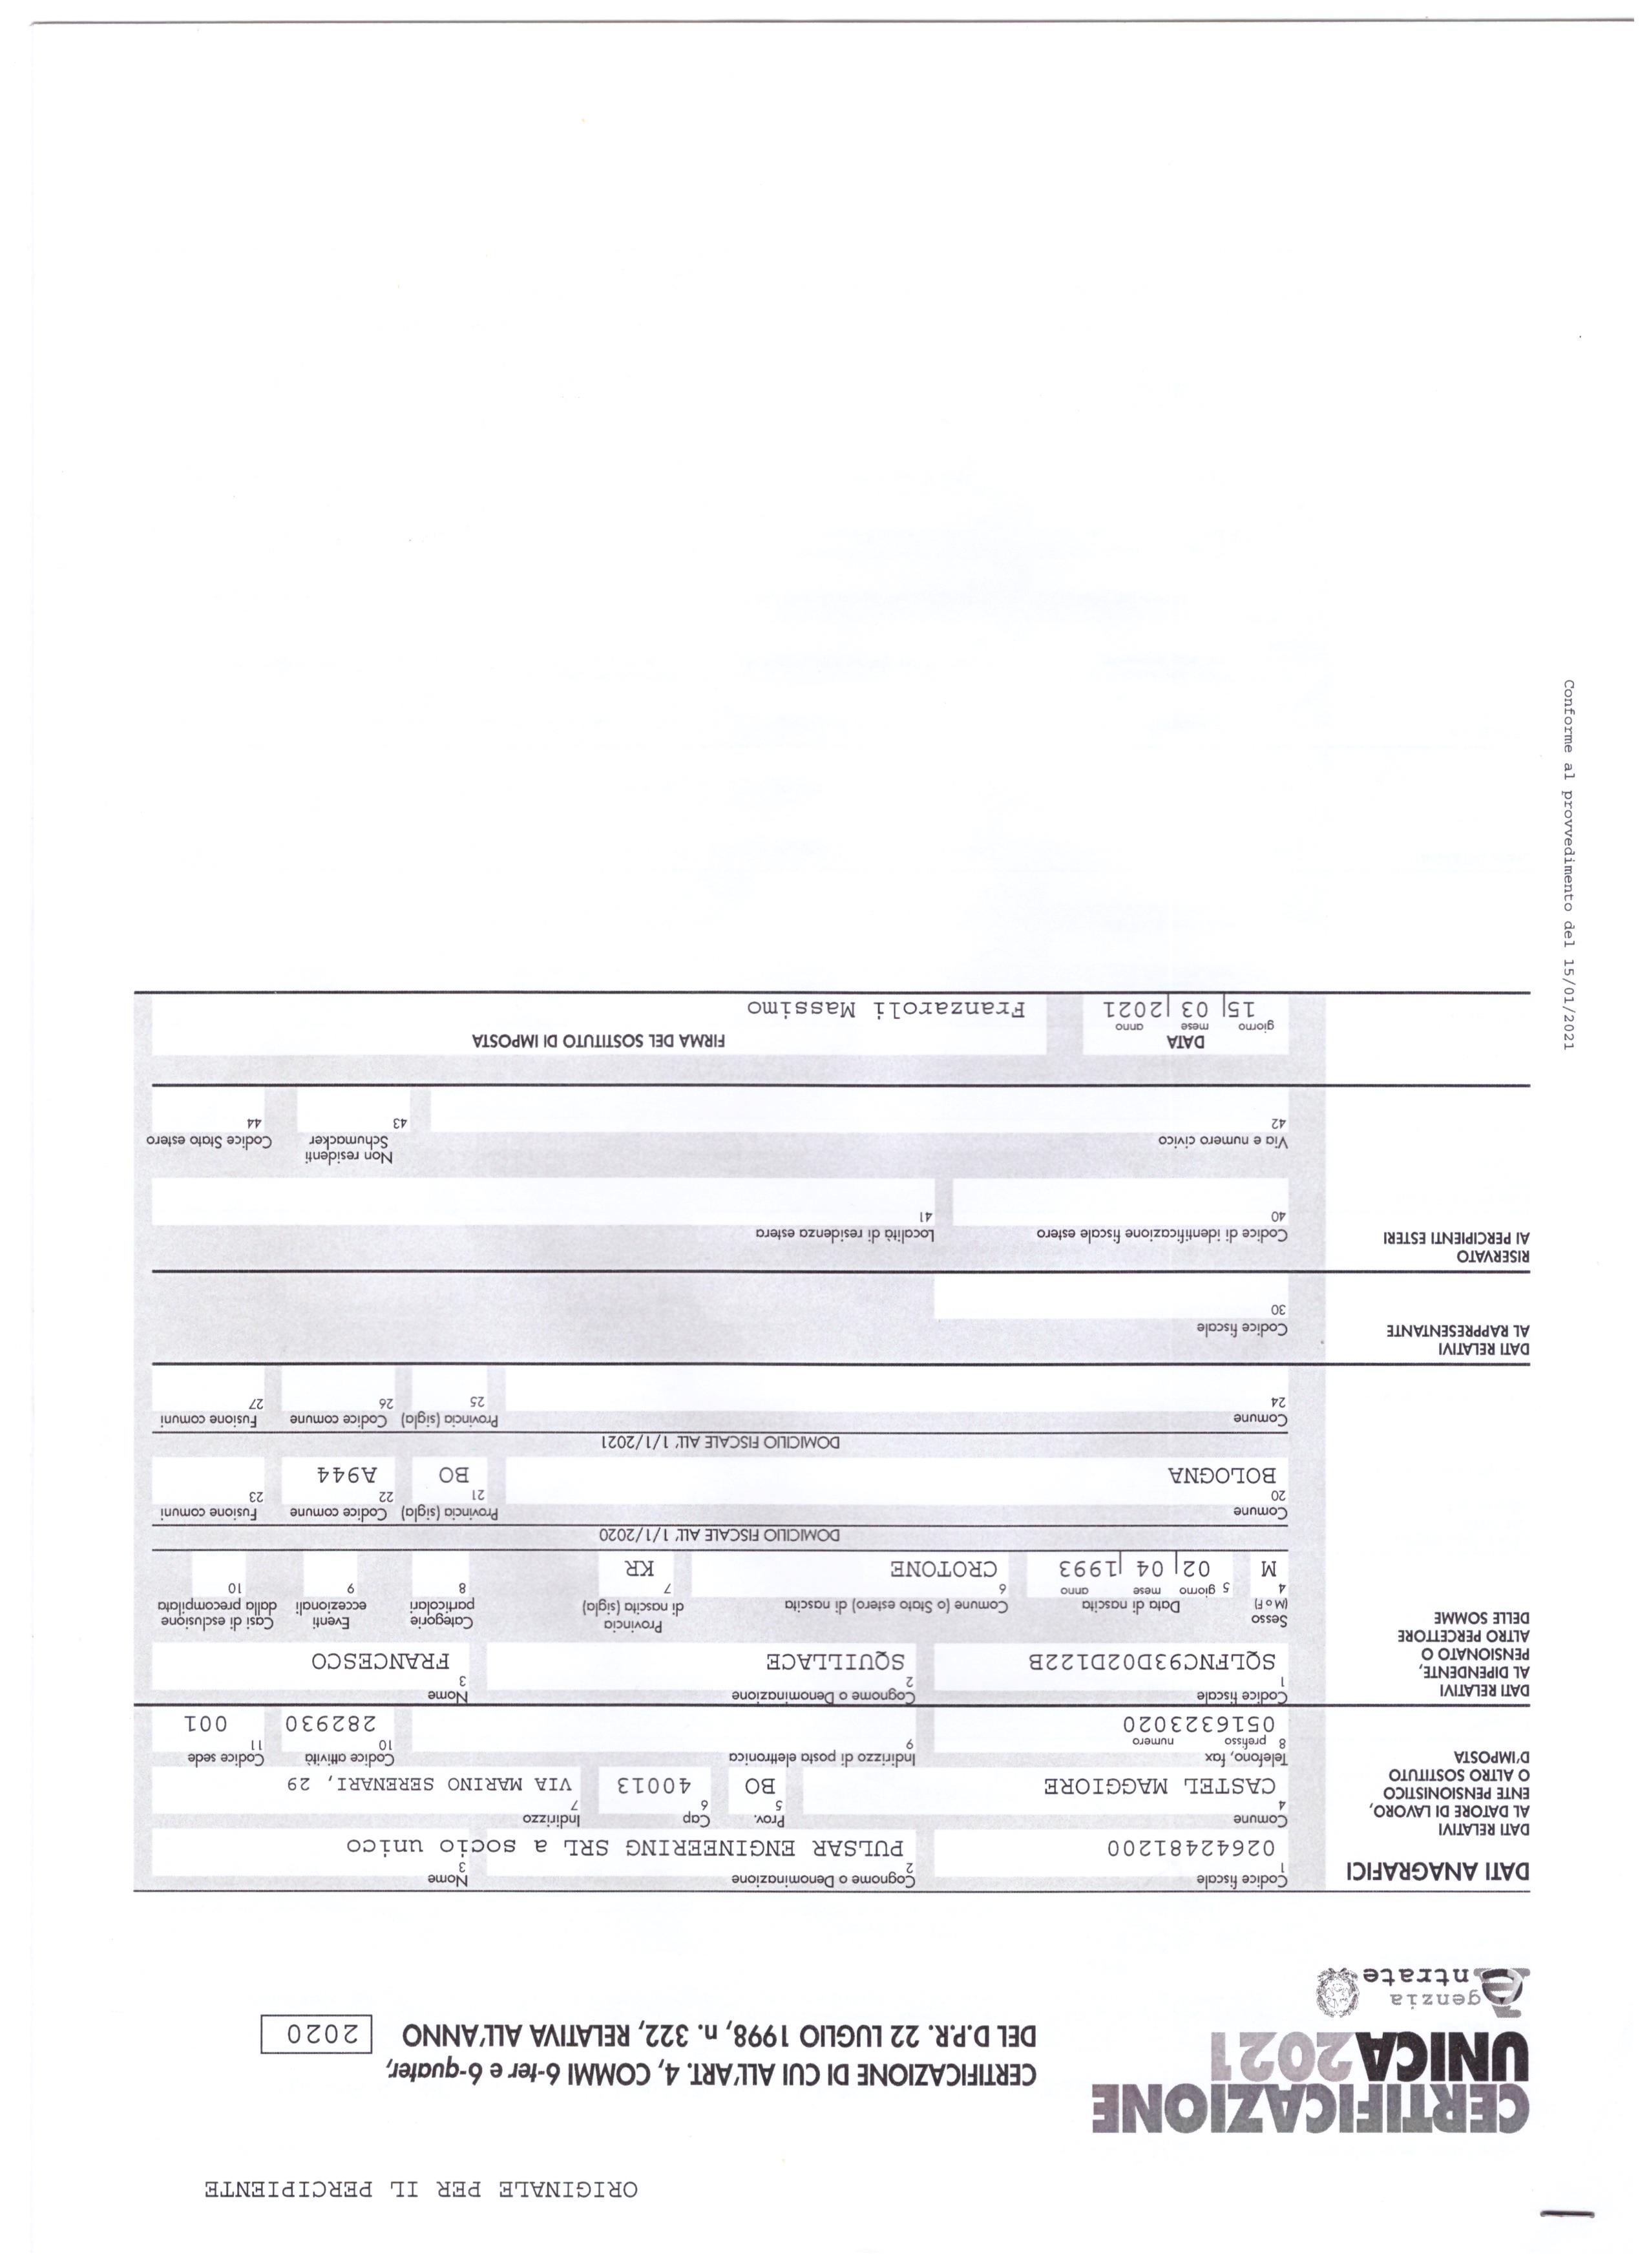 ORIGINALE PER IL PERCIPIENTE
CERTIFICAZIONE
UNICA2021
CERTIFICAZIONE DI CUI ALL'ART. 4, COMMI 6-ter e 6-quater,
DEL D.P.R. 22 LUGLIO 1998, n. 322, RELATIVA ALL'ANNO 2020
genzia
ntrate
DATI ANAGRAFICI
DATI RELATIVI
AL DATORE DI LAVORO,
ENTE PENSIONISTICO
O ALTRO SOSTITUTO
D'IMPOSTA
Codice fiscale Cognome o Denominazione Nome
1 2 3
02642481200 PULSAR ENGINEERING SRL a socio unico
Comune Prov. Cap Indirizzo
4 5 6 7
CASTEL MAGGIORE BO 40013 VIA MARINO SERENARI, 29
Telefono, fax Indirizzo di posta elettronica Codice attività Codice sede
8 prefisso numero 9 10 11
0516323020 282930 001
DATI RELATIVI
AL DIPENDENTE,
PENSIONATO O
ALTRO PERCETTORE
DELLE SOMME
Codice fiscale Cognome o Denominazione Nome
1 2 3
SQLFNC93D02D122B SQUILLACE FRANCESCO
Sesso
(M o F) Data di nascita Comune (o Stato estero) di nascita Provincia
di nascita (sigla) Categorie
particolari Eventi
eccezionali Casi di esclusione
dalla precompilata
4 5 giorno mese anno 6 7 8 9 10
M 02 04 1993 CROTONE KR
DOMICILIO FISCALE ALL' 1/1/2020
Comune Provincia (sigla) Codice comune Fusione comuni
20 21 22 23
BOLOGNA BO A944
DOMICILIO FISCALE ALL' 1/1/2021
Comune Provincia (sigla) Codice comune Fusione comuni
24 25 26 27
DATI RELATIVI
AL RAPPRESENTANTE
Codice fiscale
30
RISERVATO
AI PERCIPIENTI ESTERI
Codice di identificazione fiscale estero Località di residenza estera
40 41
Via e numero civico Non residenti
Schumacker Codice Stato estero
42 43 44
DATA FIRMA DEL SOSTITUTO DI IMPOSTA
giorno mese anno
15 03 2021 Franzaroli Massimo
Conforme al provvedimento del 15/01/2021